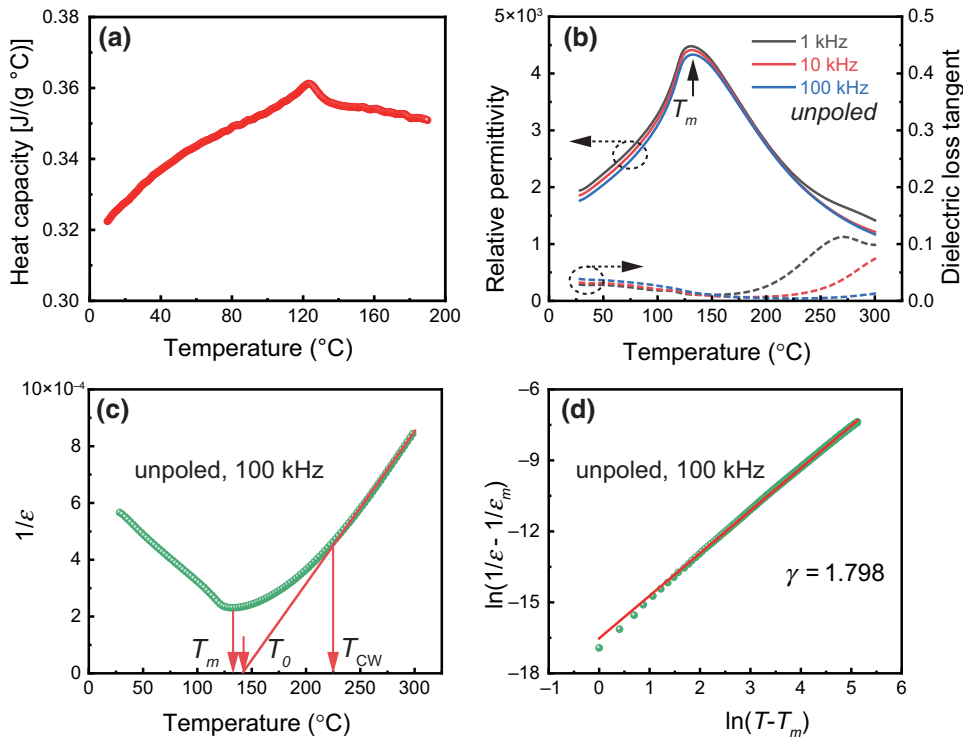 (a)
Heat capacity [J/(g °C)]
0.38
0.36
0.34
0.32
0.30
0 40 80 120 160 200
Temperature (°C)
(b)
5×10³
4
3
2
1
0
Relative permittivity
1 kHz
10 kHz
100 kHz
unpoled
Tm
0.5
0.4
0.3
0.2
0.1
0.0
Dielectric loss tangent
0 50 100 150 200 250 300
Temperature (°C)
(c)
10×10⁻⁴
8
6
4
2
0
1/ε
unpoled, 100 kHz
Tm T0 TCW
0 50 100 150 200 250 300
Temperature (°C)
(d)
−6
−9
−12
−15
−18
ln(1/ε - 1/εm)
unpoled, 100 kHz
γ = 1.798
−1 0 1 2 3 4 5 6
ln(T-Tm)